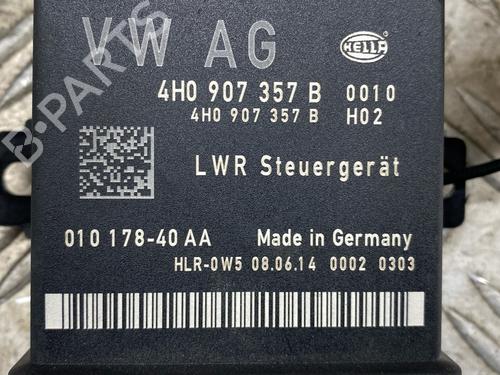 VW AG
HELLA
4H0 907 357 B 0010
4H0 907 357 B H02
LWR Steuergerät
010 178-40 AA Made in Germany
HLR-0W5 08.06.14 0002 0303
B-PARTS